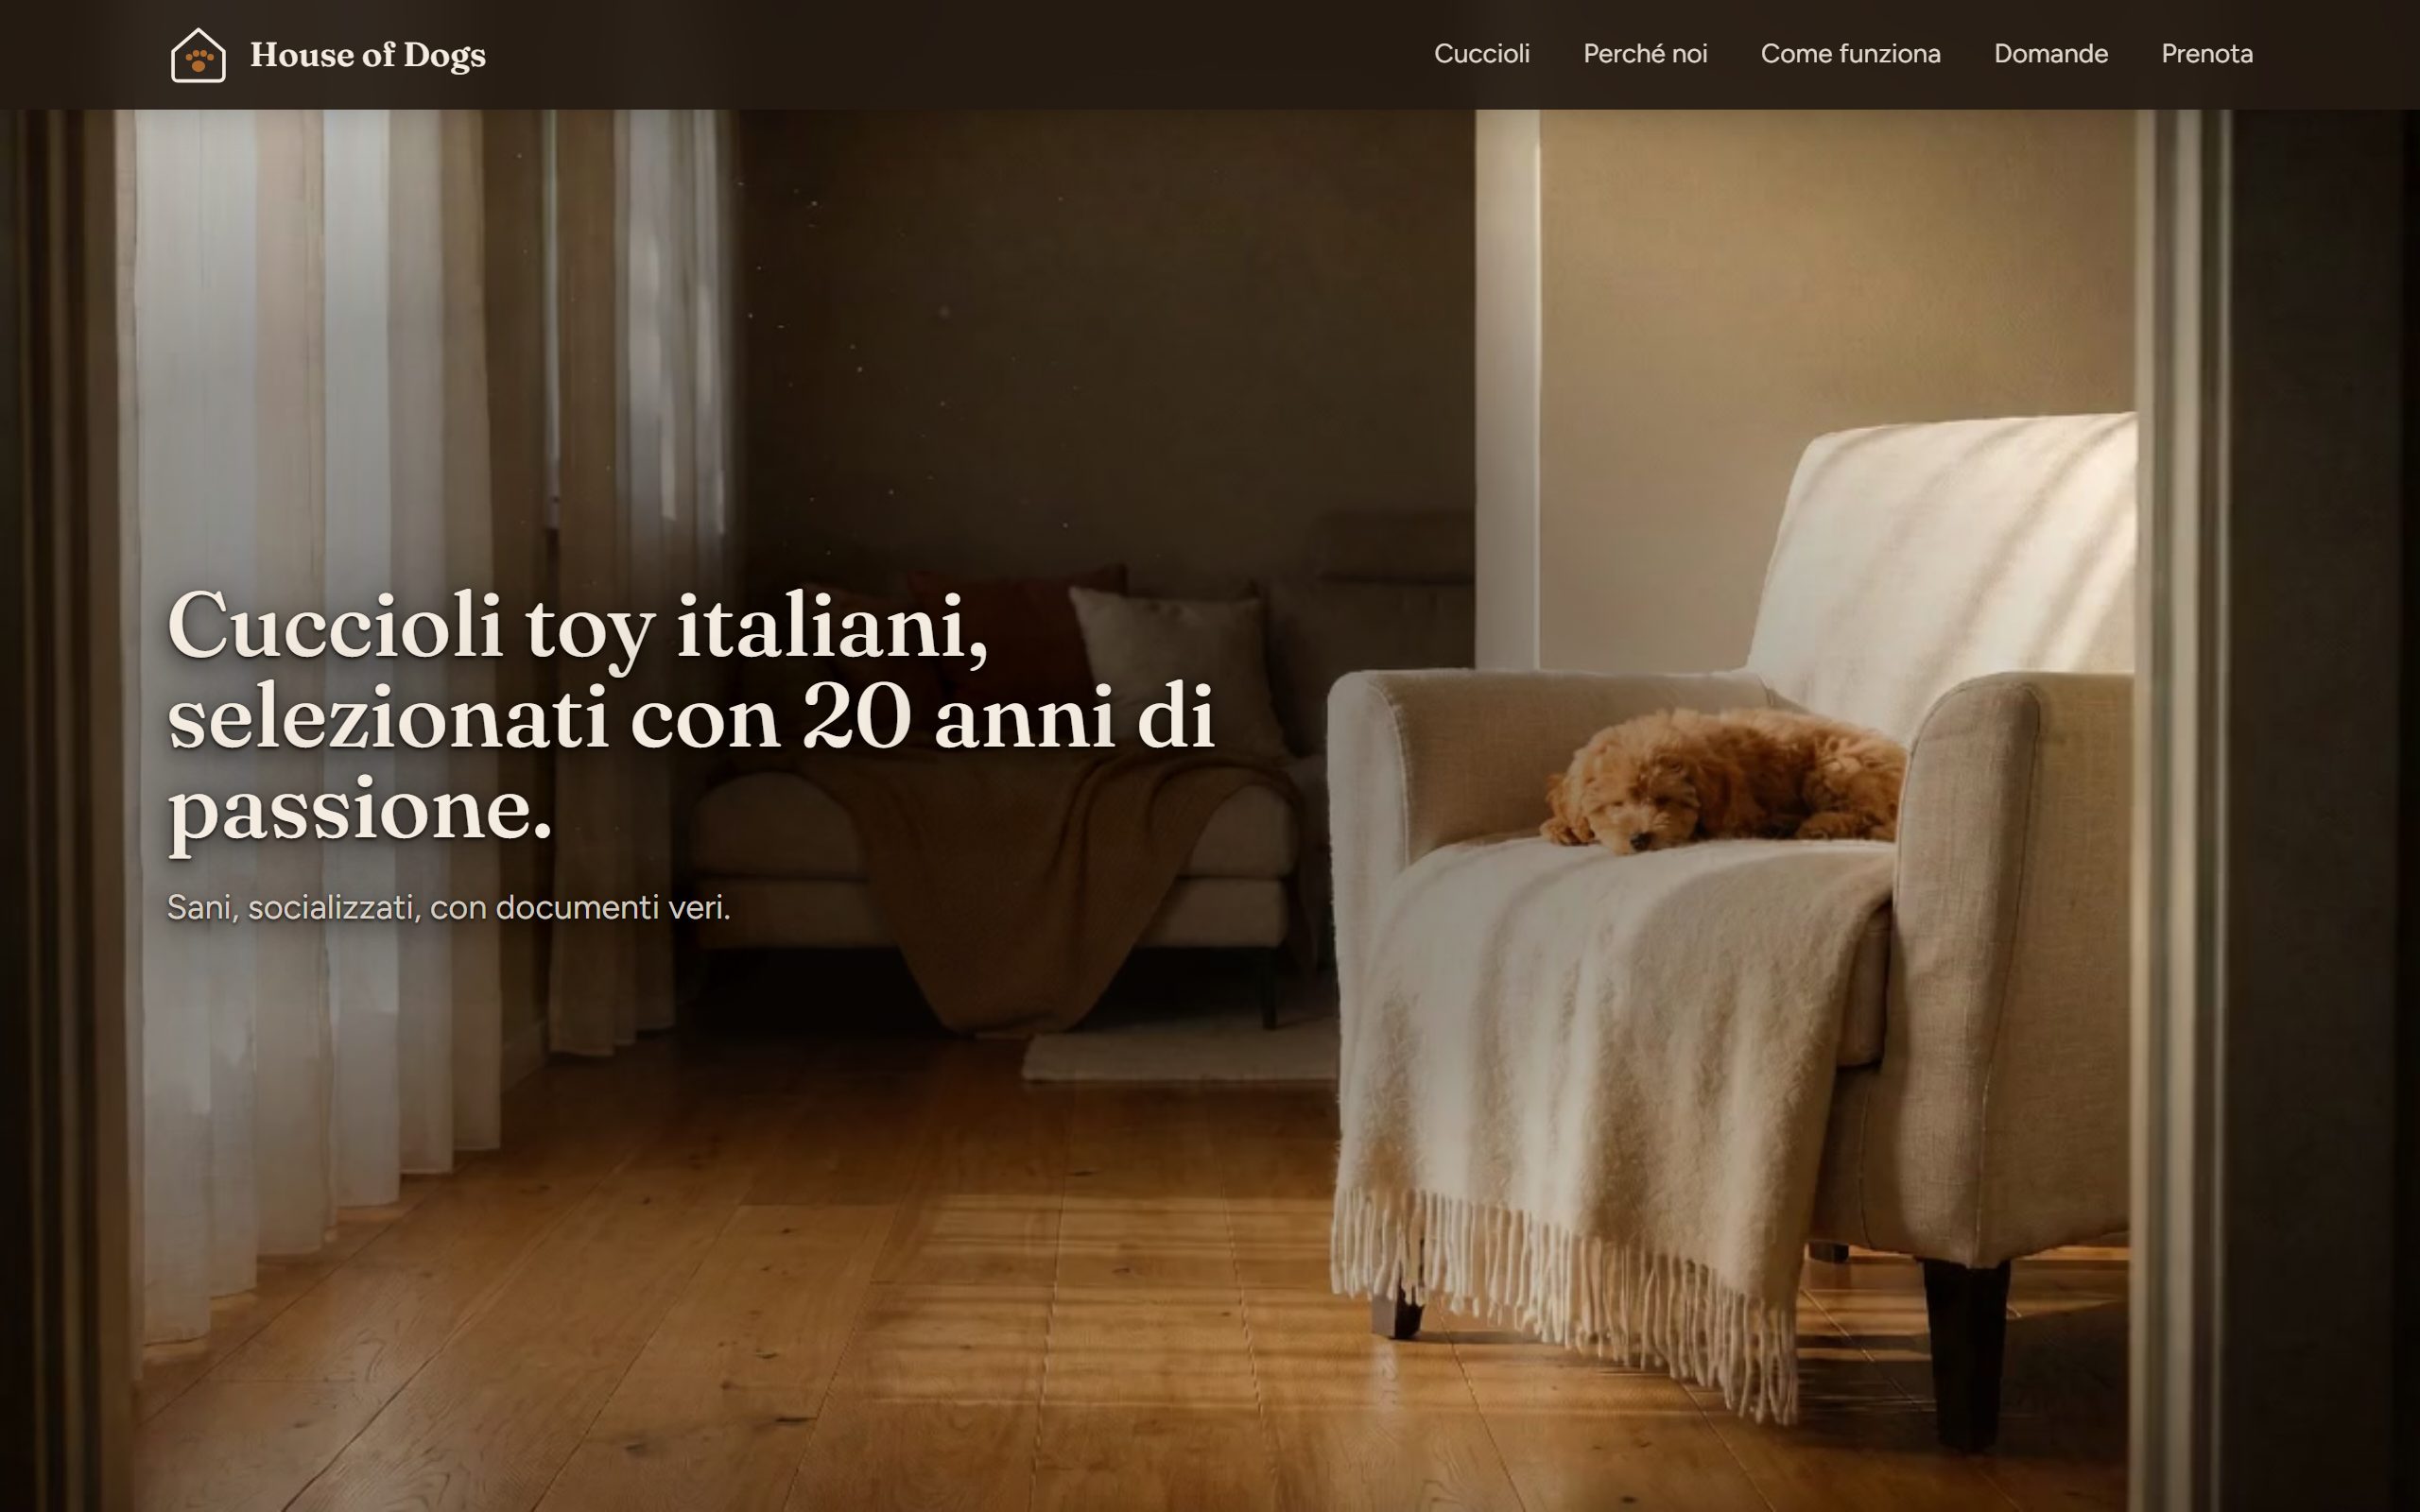 House of Dogs
Cuccioli
Perché noi
Come funziona
Domande
Prenota
Cuccioli toy italiani,
selezionati con 20 anni di
passione.
Sani, socializzati, con documenti veri.